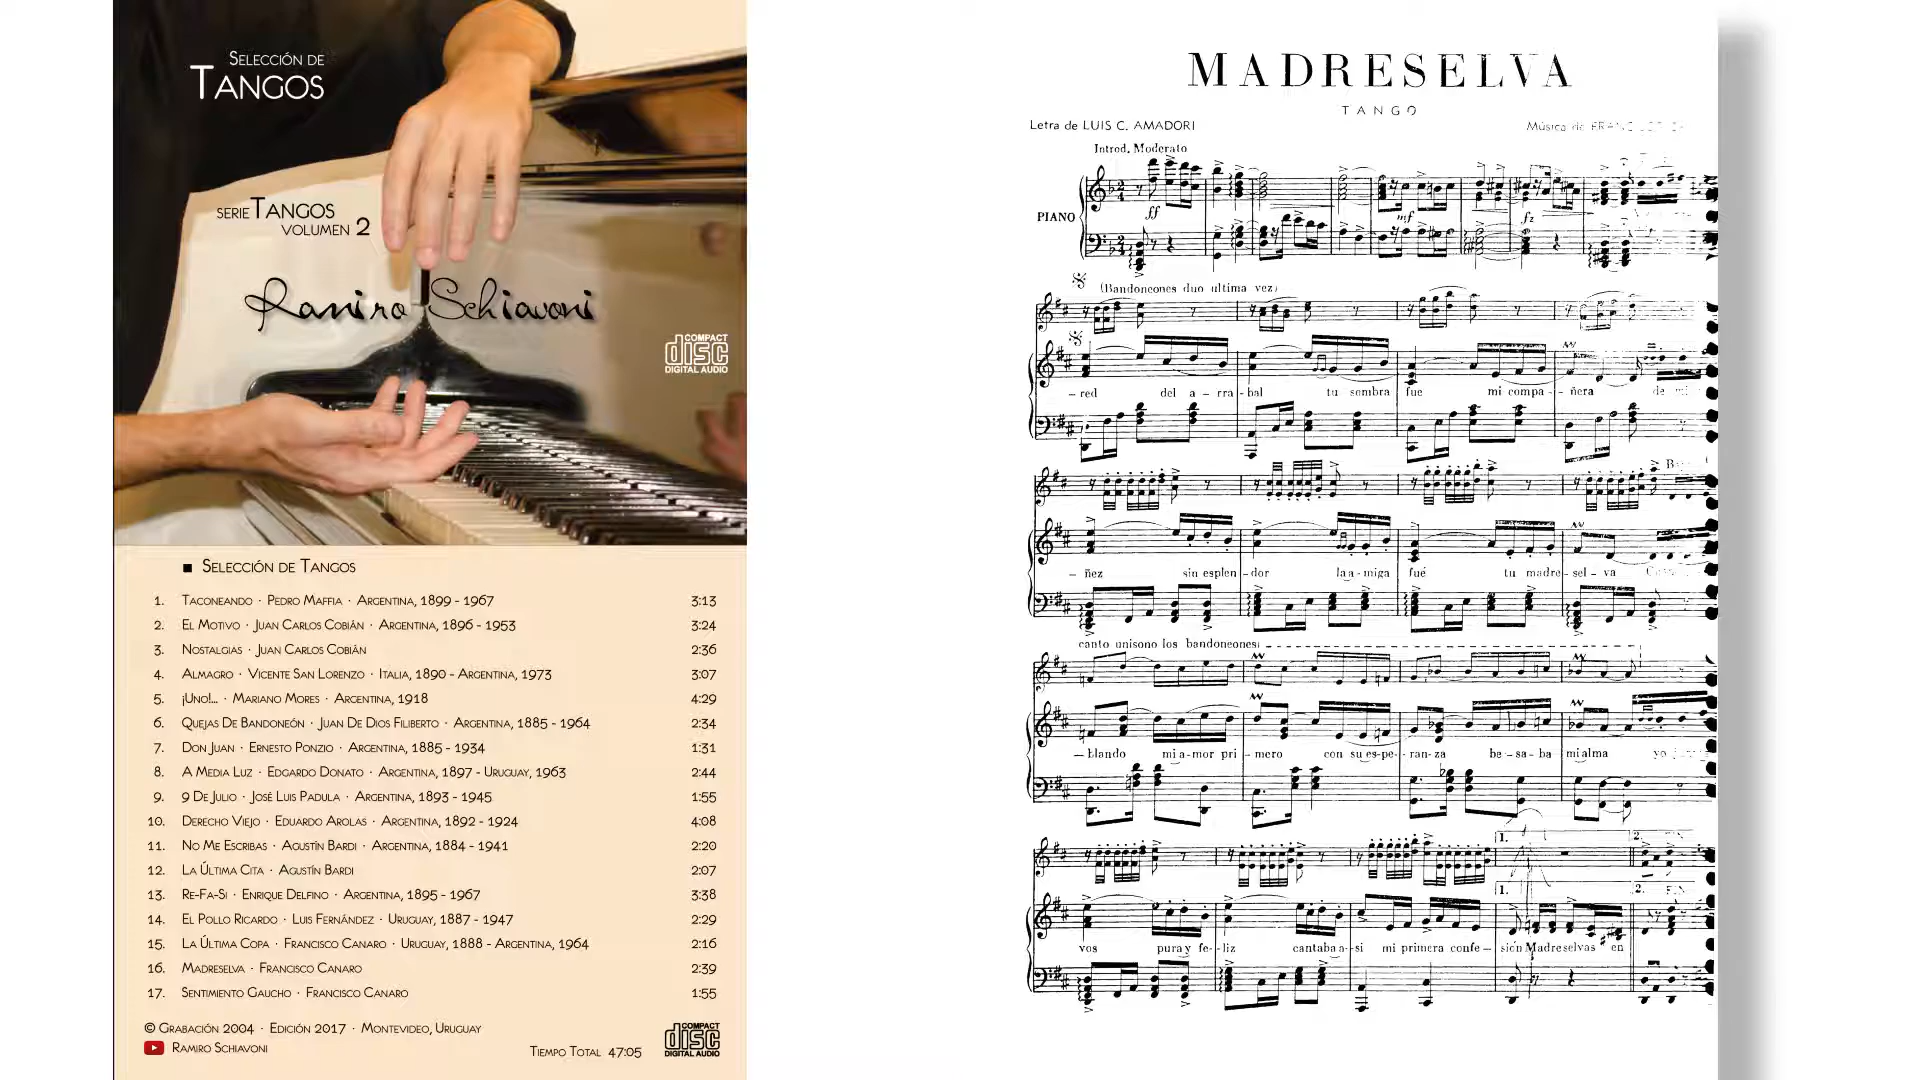 SELECCIÓN DE
TANGOS
SERIE TANGOS
VOLUMEN 2
Ramiro Schiavoni
COMPACT
disc
DIGITAL AUDIO
■ SELECCIÓN DE TANGOS
1. TACONEANDO · PEDRO MAFFIA · ARGENTINA, 1899 - 1967 3:13
2. EL MOTIVO · JUAN CARLOS COBIÁN · ARGENTINA, 1896 - 1953 3:24
3. NOSTALGIAS · JUAN CARLOS COBIÁN 2:36
4. ALMAGRO · VICENTE SAN LORENZO · ITALIA, 1890 - ARGENTINA, 1973 3:07
5. ¡UNO!... · MARIANO MORES · ARGENTINA, 1918 4:29
6. QUEJAS DE BANDONEÓN · JUAN DE DIOS FILIBERTO · ARGENTINA, 1885 - 1964 2:34
7. DON JUAN · ERNESTO PONZIO · ARGENTINA, 1885 - 1934 1:31
8. A MEDIA LUZ · EDGARDO DONATO · ARGENTINA, 1897 - URUGUAY, 1963 2:44
9. 9 DE JULIO · JOSÉ LUIS PADULA · ARGENTINA, 1893 - 1945 1:55
10. DERECHO VIEJO · EDUARDO AROLAS · ARGENTINA, 1892 - 1924 4:08
11. NO ME ESCRIBAS · AGUSTÍN BARDI · ARGENTINA, 1884 - 1941 2:20
12. LA ÚLTIMA CITA · AGUSTÍN BARDI 2:07
13. RE-FA-SI · ENRIQUE DELFINO · ARGENTINA, 1895 - 1967 3:38
14. EL POLLO RICARDO · LUIS FERNÁNDEZ · URUGUAY, 1887 - 1947 2:29
15. LA ÚLTIMA COPA · FRANCISCO CANARO · URUGUAY, 1888 - ARGENTINA, 1964 2:16
16. MADRESELVA · FRANCISCO CANARO 2:39
17. SENTIMIENTO GAUCHO · FRANCISCO CANARO 1:55
© GRABACIÓN 2004 · EDICIÓN 2017 · MONTEVIDEO, URUGUAY
RAMIRO SCHIAVONI
TIEMPO TOTAL 47:05
COMPACT
disc
DIGITAL AUDIO
MADRESELVA
TANGO
Letra de LUIS C. AMADORI Música de
Introd. Moderato
PIANO
ff mf fz
(Bandoneones duo ultima vez)
– red del a – rra – bal tu sombra fue mi compa – ñera de
– ñez sin esplen – dor la a – miga fué tu madre – sel – va
canto unisono los bandoneones
– blando mi a – mor pri – mero con su es – pe – ran – za be – sa – ba mi alma yo
1. 2.
1. 2.
vos pura y fe – liz cantaba a – si mi primera confe – sión Madreselvas en